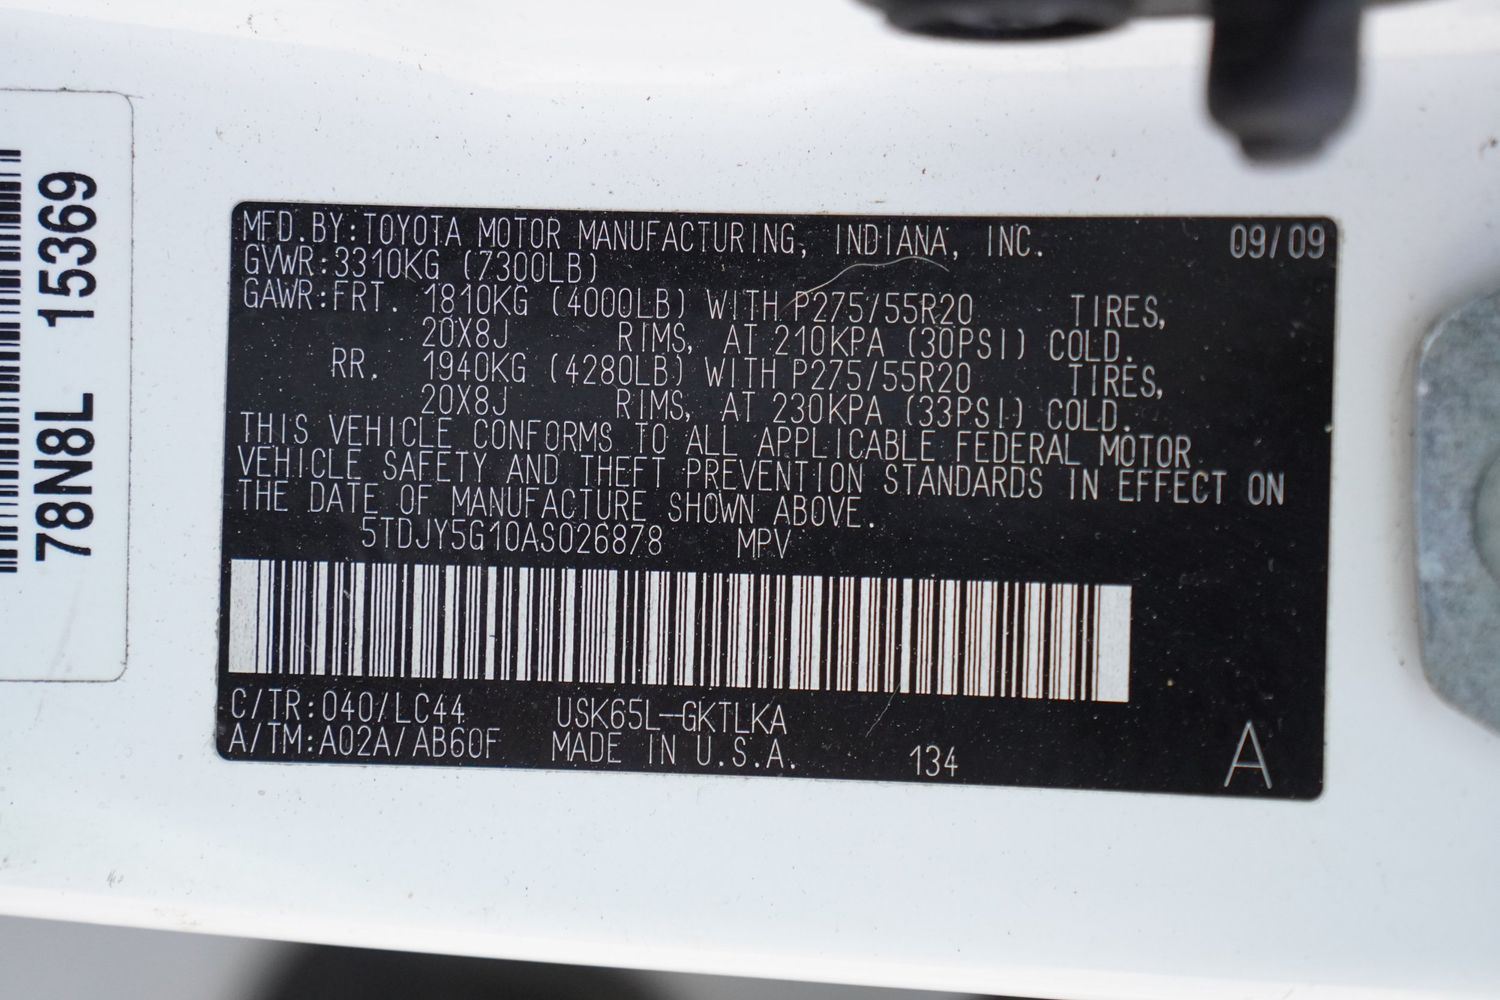 78N8L 15369
MFD.BY:TOYOTA MOTOR MANUFACTURING, INDIANA, INC. 09/09
GVWR:3310KG (7300LB)
GAWR:FRT. 1810KG (4000LB) WITH P275/55R20 TIRES,
20X8J RIMS, AT 210KPA (30PSI) COLD.
RR. 1940KG (4280LB) WITH P275/55R20 TIRES,
20X8J RIMS, AT 230KPA (33PSI) COLD.
THIS VEHICLE CONFORMS TO ALL APPLICABLE FEDERAL MOTOR
VEHICLE SAFETY AND THEFT PREVENTION STANDARDS IN EFFECT ON
THE DATE OF MANUFACTURE SHOWN ABOVE.
5TDJY5G10AS026878 MPV
C/TR:040/LC44 USK65L-GKTLKA
A/TM:A02A/AB60F MADE IN U.S.A. 134 A